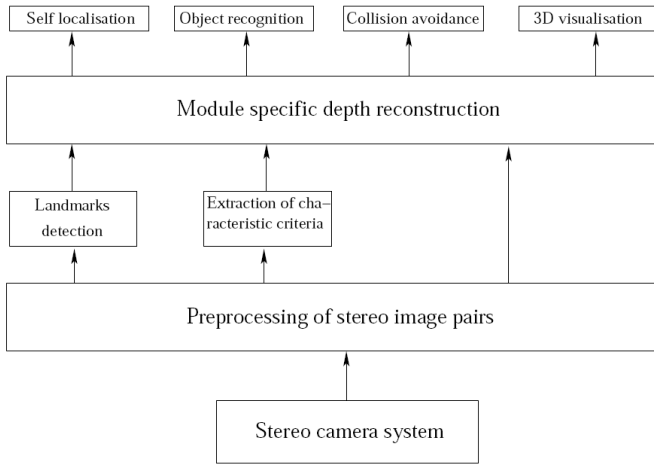 Self localisation
Object recognition
Collision avoidance
3D visualisation
Module specific depth reconstruction
Landmarks
detection
Extraction of cha–
racteristic criteria
Preprocessing of stereo image pairs
Stereo camera system